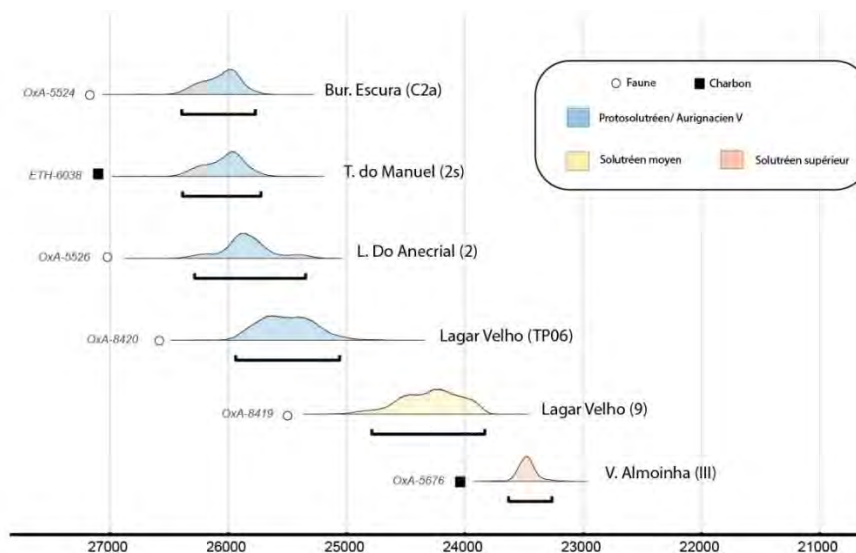 OxA-5524
Bur. Escura (C2a)
Faune
Charbon
Protosolutréen/ Aurignacien V
Solutréen moyen
Solutréen supérieur
ETH-6038
T. do Manuel (2s)
OxA-5526
L. Do Anecrial (2)
OxA-8420
Lagar Velho (TP06)
OxA-8419
Lagar Velho (9)
OxA-5676
V. Almoinha (III)
27000 26000 25000 24000 23000 22000 21000